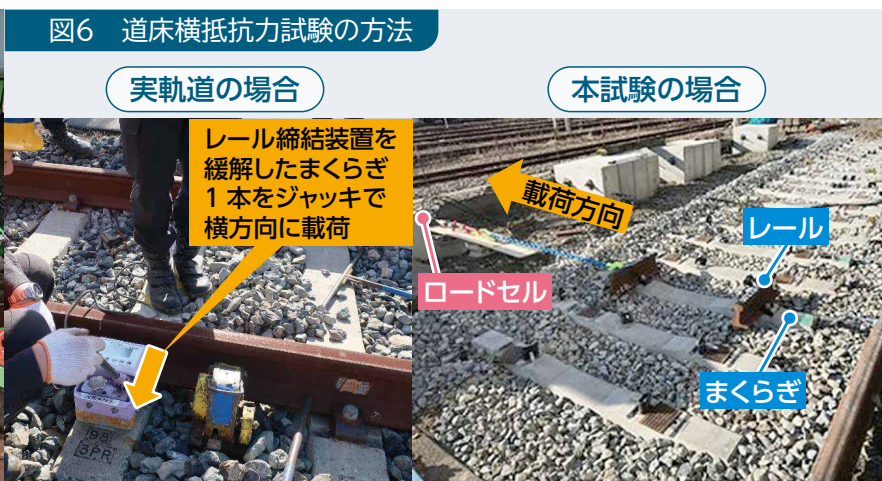 図6 道床横抵抗力試験の方法
実軌道の場合
本試験の場合
レール締結装置を
緩解したまくらぎ
1 本をジャッキで
横方向に載荷
載荷方向
レール
ロードセル
まくらぎ
98
3PR